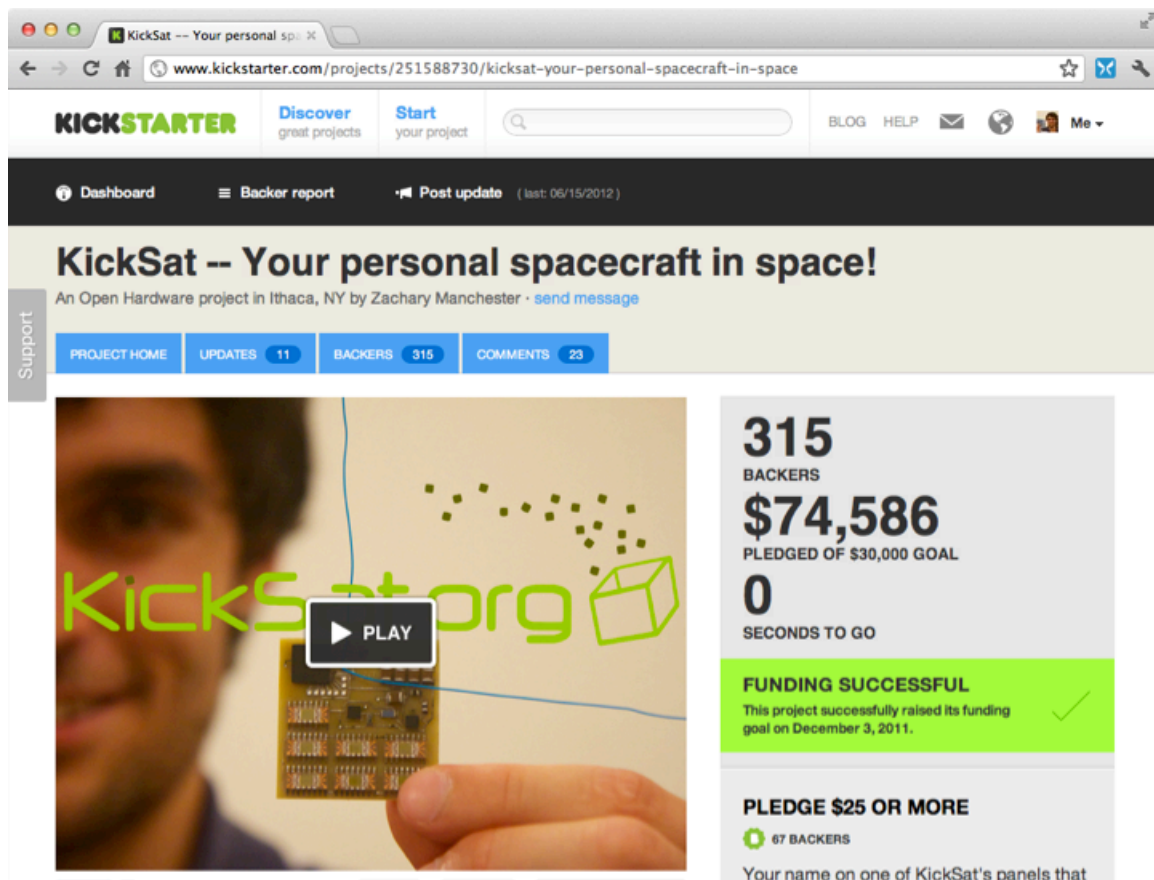 KickSat -- Your personal spa
www.kickstarter.com/projects/251588730/kicksat-your-personal-spacecraft-in-space
KICKSTARTER
Discover
great projects
Start
your project
BLOG HELP Me
Dashboard Backer report Post update ( last: 06/15/2012 )
KickSat -- Your personal spacecraft in space!
An Open Hardware project in Ithaca, NY by Zachary Manchester · send message
Support
PROJECT HOME UPDATES 11 BACKERS 315 COMMENTS 23
KickSat.org
PLAY
315
BACKERS
$74,586
PLEDGED OF $30,000 GOAL
0
SECONDS TO GO
FUNDING SUCCESSFUL
This project successfully raised its funding
goal on December 3, 2011.
PLEDGE $25 OR MORE
67 BACKERS
Your name on one of KickSat's panels that